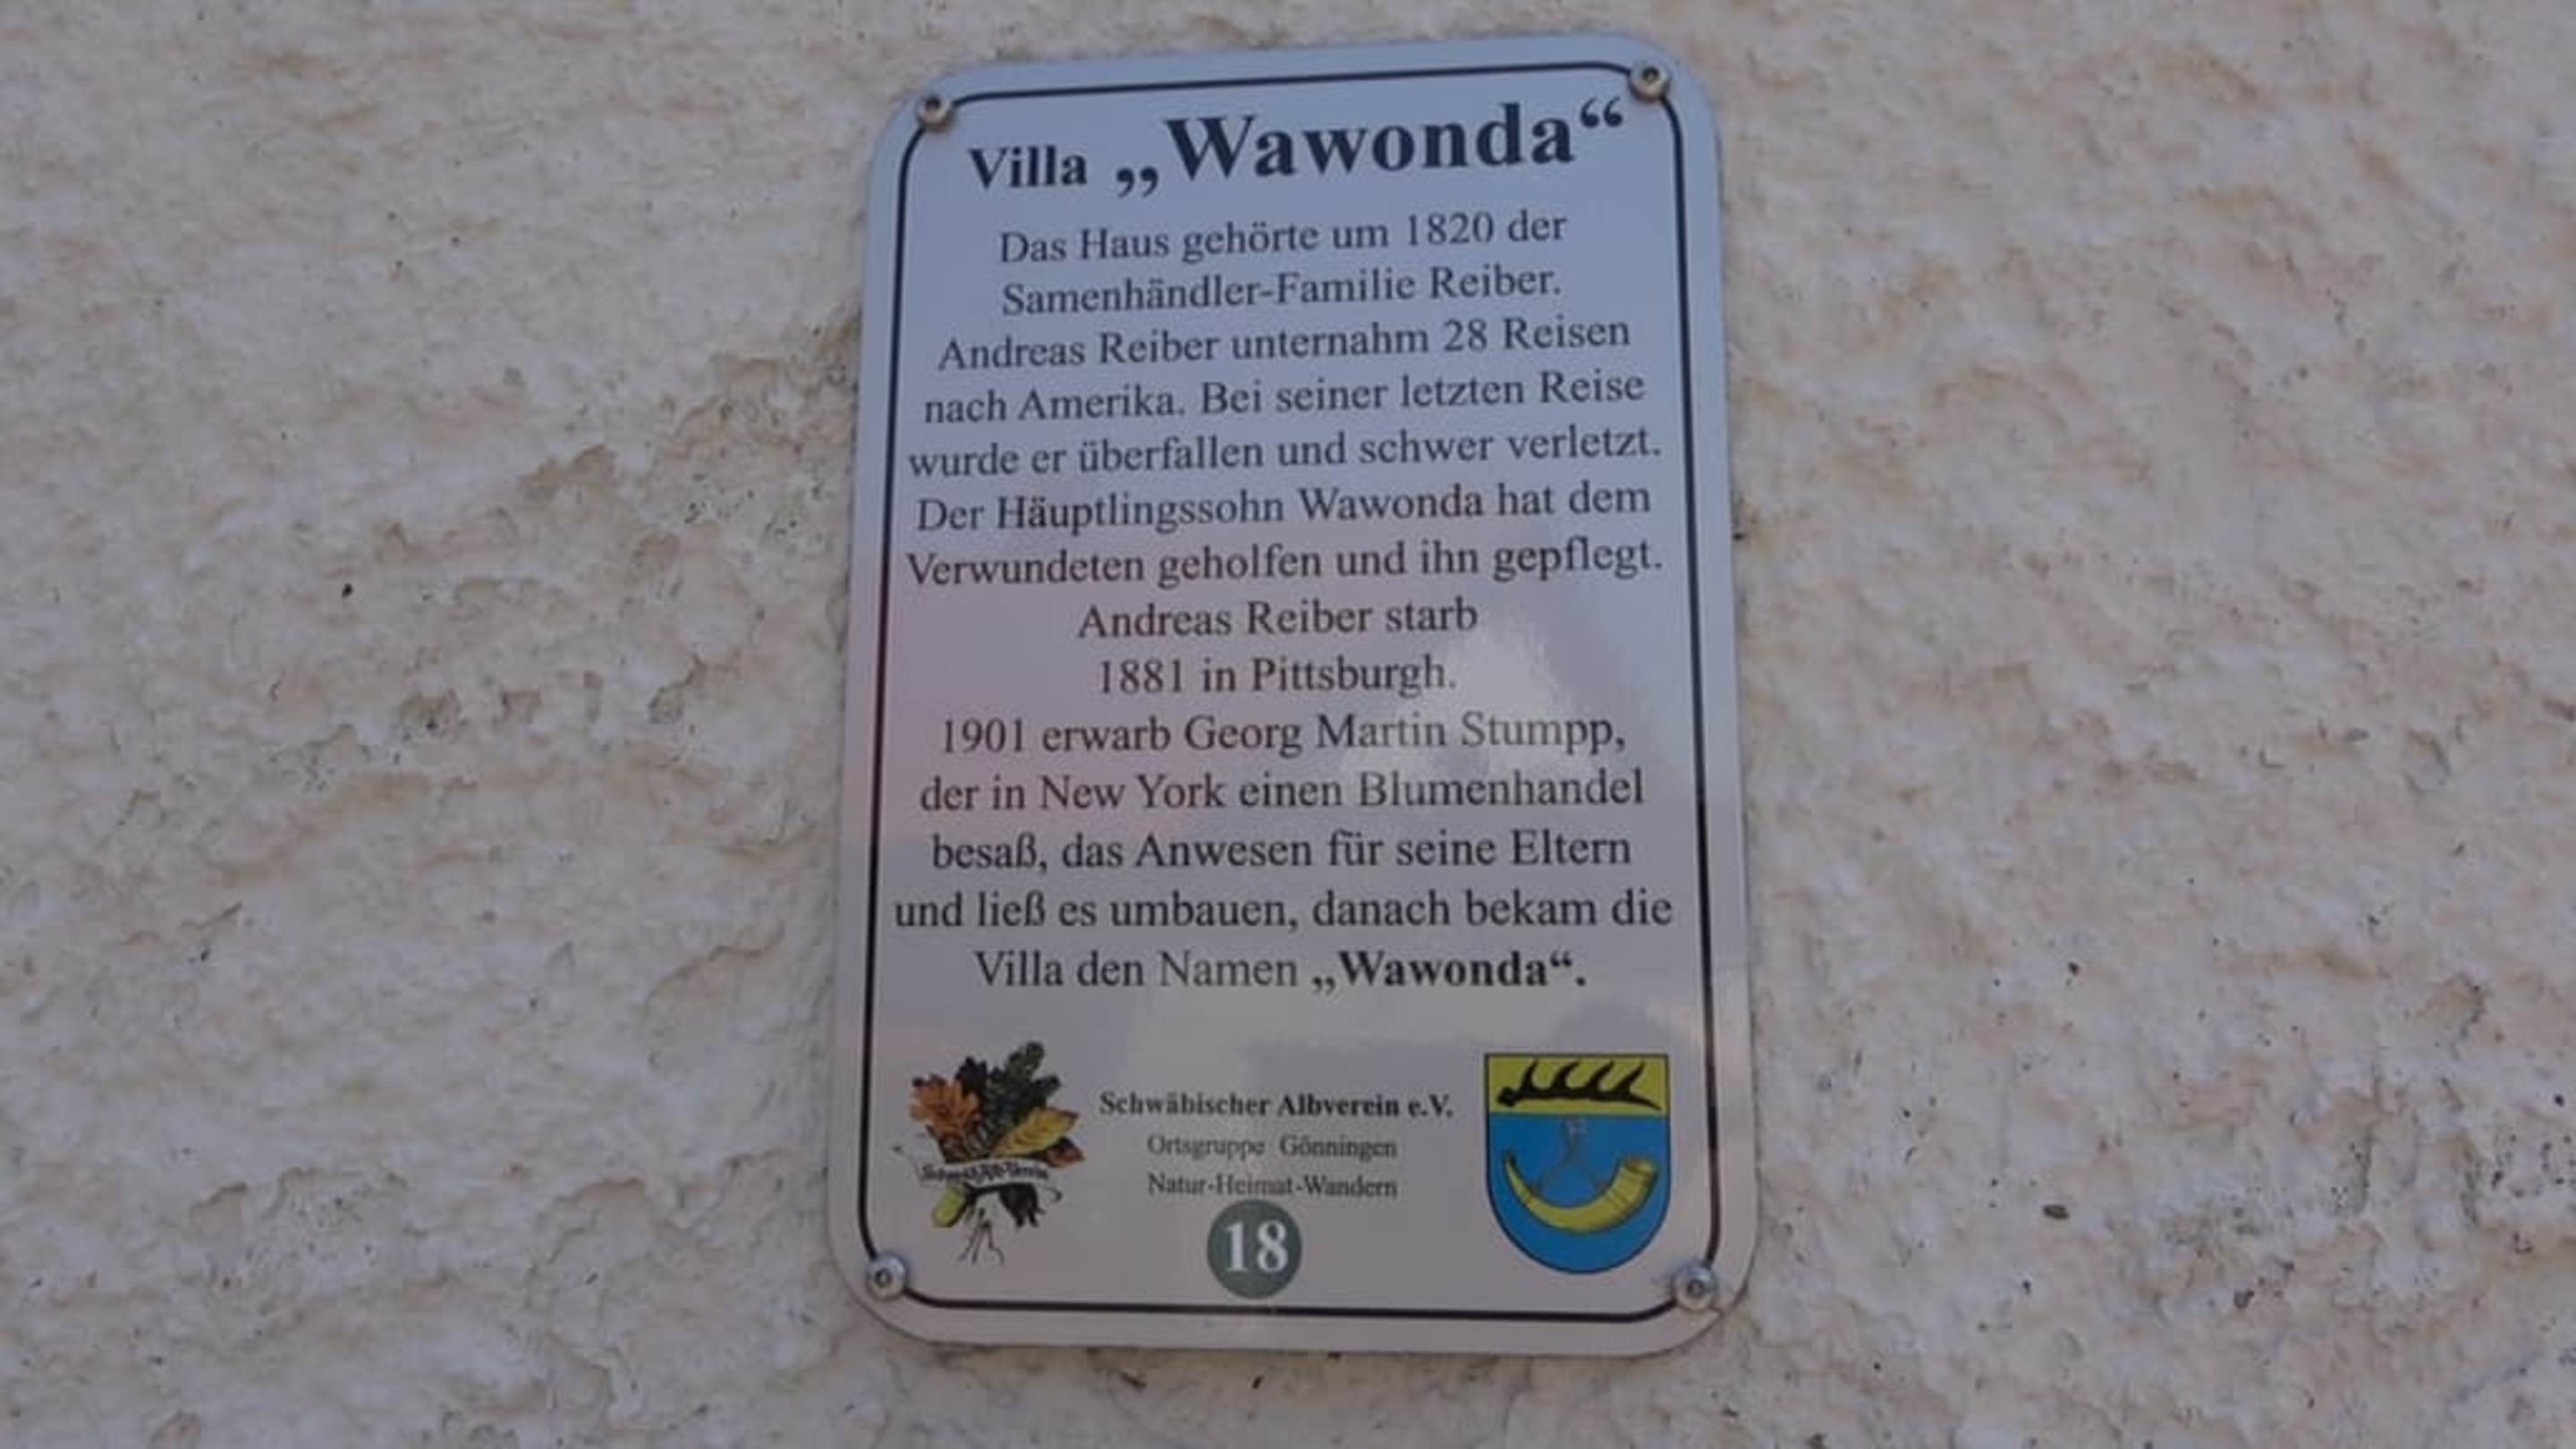 Villa „Wawonda“
Das Haus gehörte um 1820 der
Samenhändler-Familie Reiber.
Andreas Reiber unternahm 28 Reisen
nach Amerika. Bei seiner letzten Reise
wurde er überfallen und schwer verletzt.
Der Häuptlingssohn Wawonda hat dem
Verwundeten geholfen und ihn gepflegt.
Andreas Reiber starb
1881 in Pittsburgh.
1901 erwarb Georg Martin Stumpp,
der in New York einen Blumenhandel
besaß, das Anwesen für seine Eltern
und ließ es umbauen, danach bekam die
Villa den Namen „Wawonda“.
Schwäbischer Albverein e.V.
Ortsgruppe Gönningen
Natur-Heimat-Wandern
18